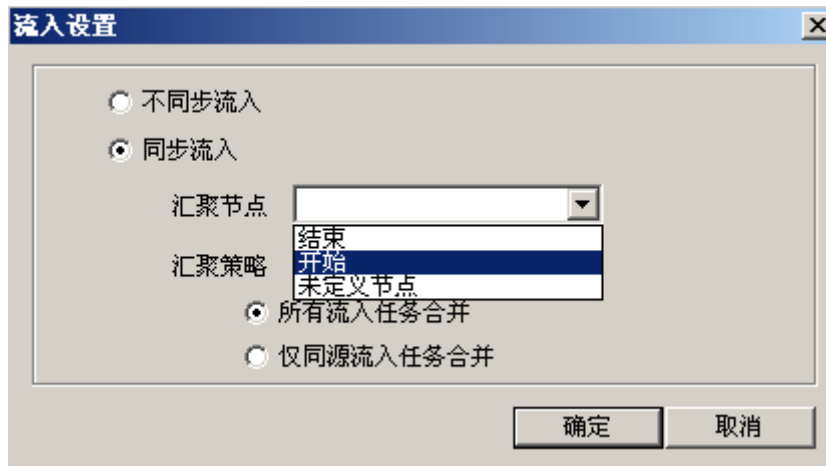 流入设置
不同步流入
同步流入
汇聚节点
结束
开始
汇聚策略
未定义节点
所有流入任务合并
仅同源流入任务合并
确定 取消